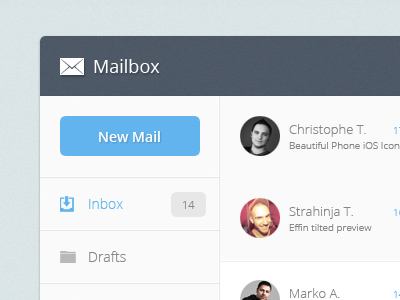 Mailbox
New Mail
Inbox 14
Drafts
Christophe T.
Beautiful Phone iOS Icon
Strahinja T.
Effin tilted preview
Marko A.